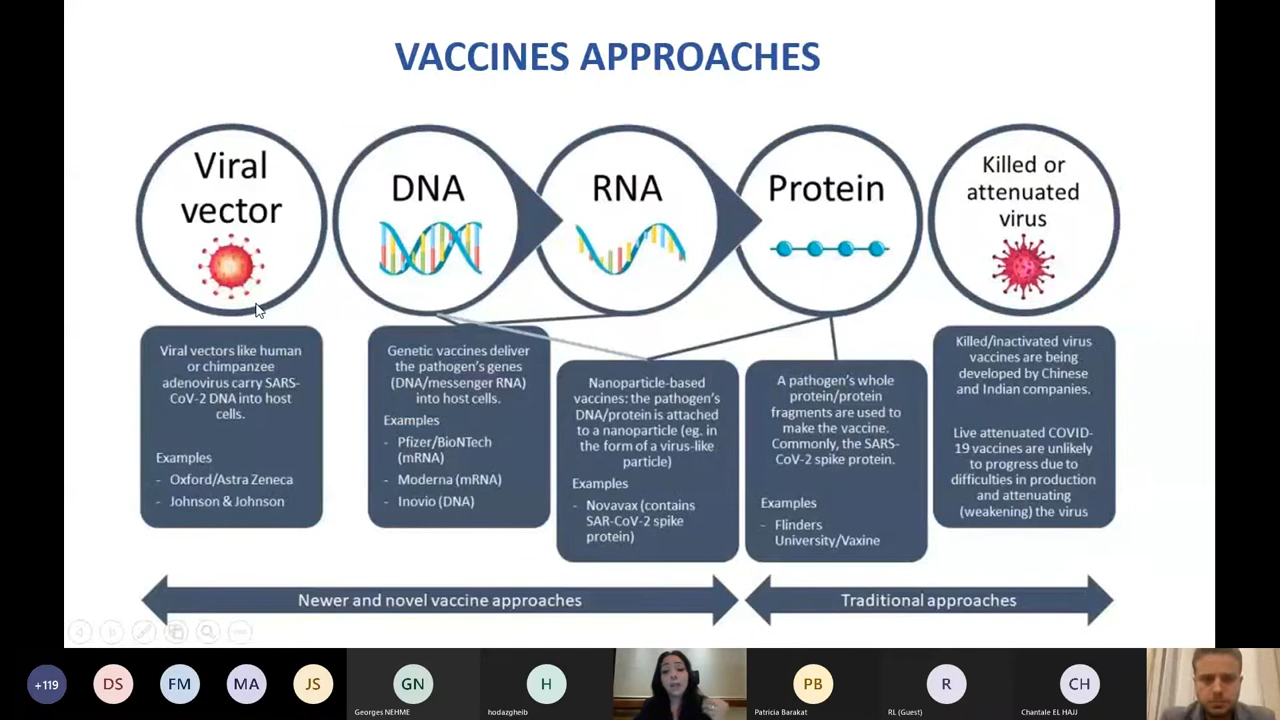 VACCINES APPROACHES
Viral
vector
DNA
RNA
Protein
Killed or
attenuated
virus
Viral vectors like human
or chimpanzee
adenovirus carry SARS-
CoV-2 DNA into host
cells.
Examples
- Oxford/Astra Zeneca
- Johnson & Johnson
Genetic vaccines deliver
the pathogen's genes
(DNA/messenger RNA)
into host cells.
Examples
- Pfizer/BioNTech
(mRNA)
- Moderna (mRNA)
- Inovio (DNA)
Nanoparticle-based
vaccines: the pathogen's
DNA/protein is attached
to a nanoparticle (eg. in
the form of a virus-like
particle)
Examples
- Novavax (contains
SAR-CoV-2 spike
protein)
A pathogen's whole
protein/protein
fragments are used to
make the vaccine.
Commonly, the SARS-
CoV-2 spike protein.
Examples
- Flinders
University/Vaxine
Killed/inactivated virus
vaccines are being
developed by Chinese
and Indian companies.
Live attenuated COVID-
19 vaccines are unlikely
to progress due to
difficulties in production
and attenuating
(weakening) the virus
Newer and novel vaccine approaches
Traditional approaches
+119
DS
FM
MA
JS
GN
Georges NEHME
H
hodazgheib
PB
Patricia Barakat
R
RL (Guest)
CH
Chantale EL HAJJ